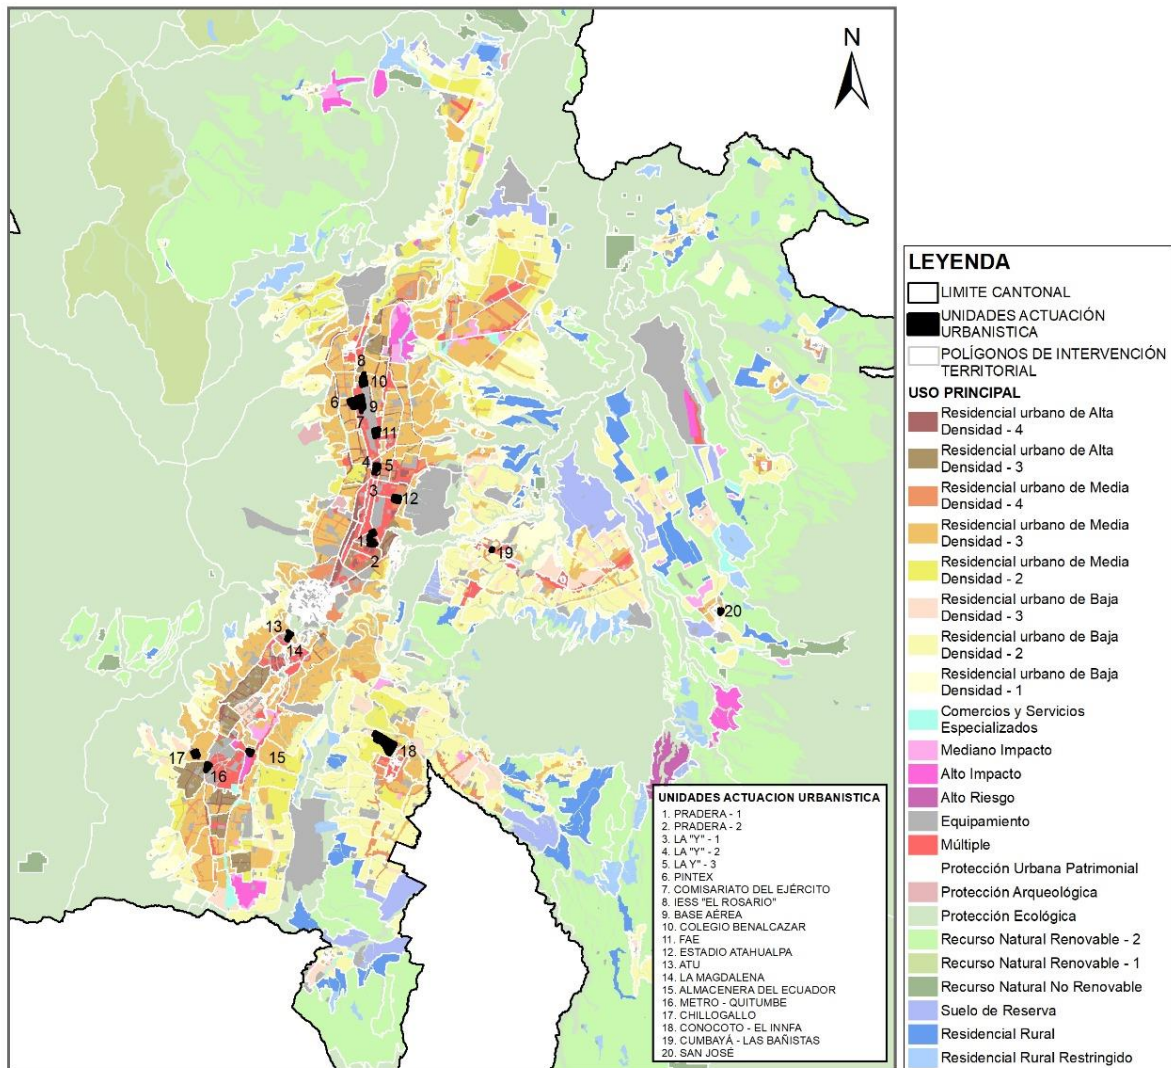 N
8
10
6
9
7
11
4
5
3
12
1
2
19
20
13
14
17
15
16
18
UNIDADES ACTUACION URBANISTICA
1. PRADERA - 1
2. PRADERA - 2
3. LA "Y" - 1
4. LA "Y" - 2
5. LA Y" - 3
6. PINTEX
7. COMISARIATO DEL EJÉRCITO
8. IESS "EL ROSARIO"
9. BASE AÉREA
10. COLEGIO BENALCAZAR
11. FAE
12. ESTADIO ATAHUALPA
13. ATU
14. LA MAGDALENA
15. ALMACENERA DEL ECUADOR
16. METRO - QUITUMBE
17. CHILLOGALLO
18. CONOCOTO - EL INNFA
19. CUMBAYÁ - LAS BAÑISTAS
20. SAN JOSÉ
LEYENDA
LIMITE CANTONAL
UNIDADES ACTUACIÓN
URBANISTICA
POLÍGONOS DE INTERVENCIÓN
TERRITORIAL
USO PRINCIPAL
Residencial urbano de Alta
Densidad - 4
Residencial urbano de Alta
Densidad - 3
Residencial urbano de Media
Densidad - 4
Residencial urbano de Media
Densidad - 3
Residencial urbano de Media
Densidad - 2
Residencial urbano de Baja
Densidad - 3
Residencial urbano de Baja
Densidad - 2
Residencial urbano de Baja
Densidad - 1
Comercios y Servicios
Especializados
Mediano Impacto
Alto Impacto
Alto Riesgo
Equipamiento
Múltiple
Protección Urbana Patrimonial
Protección Arqueológica
Protección Ecológica
Recurso Natural Renovable - 2
Recurso Natural Renovable - 1
Recurso Natural No Renovable
Suelo de Reserva
Residencial Rural
Residencial Rural Restringido